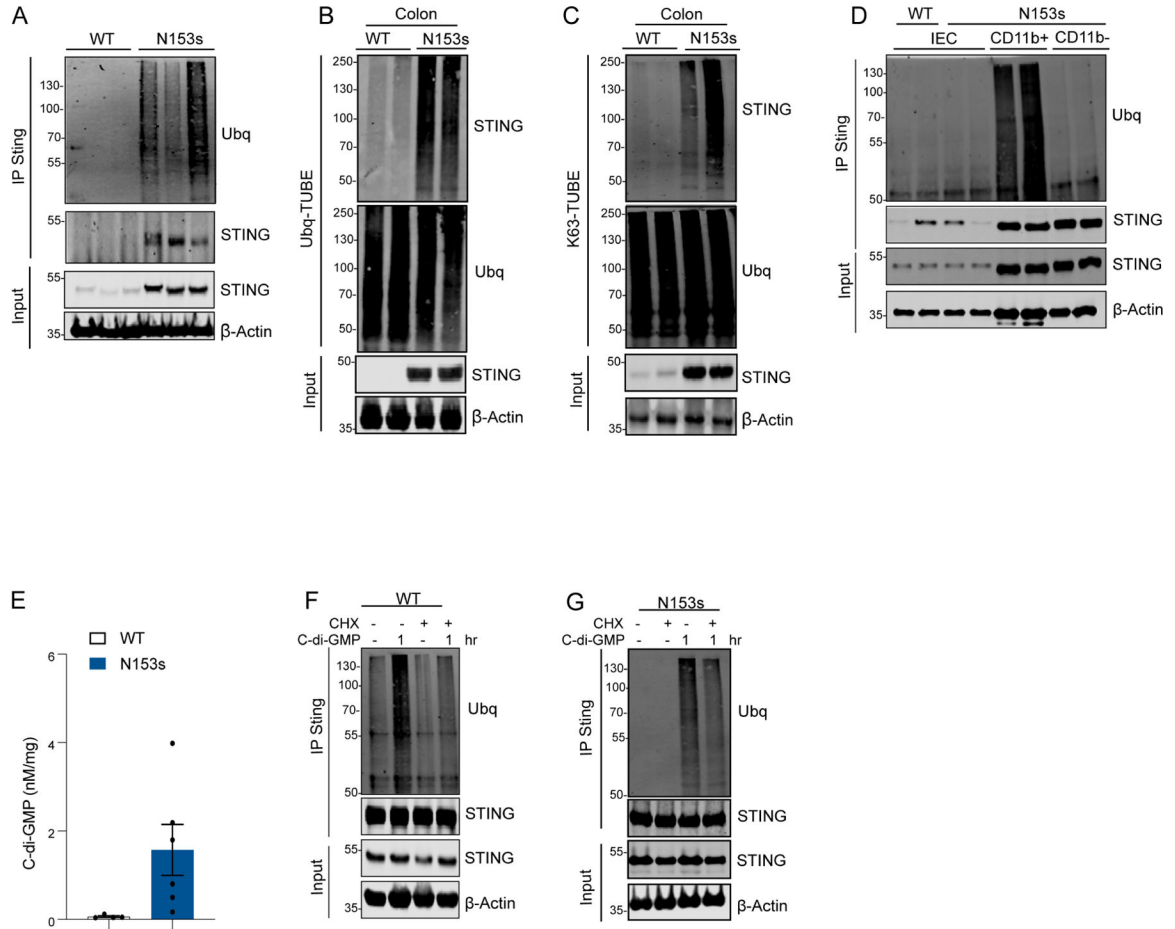 A
WT N153s
IP Sting
130-
100-
70-
55-
Ubq
55-
STING
Input
55-
STING
35-
β-Actin
B
Colon
WT N153s
Ubq-TUBE
250-
130-
100-
70-
50-
STING
250-
130-
100-
70-
50-
Ubq
Input
50-
STING
35-
β-Actin
C
Colon
WT N153s
K63-TUBE
250-
130-
100-
70-
50-
STING
250-
130-
100-
70-
50-
Ubq
Input
50-
STING
35-
β-Actin
D
WT N153s
IEC CD11b+ CD11b-
IP Sting
130-
100-
70-
55-
50-
Ubq
STING
Input
55-
STING
35-
β-Actin
E
WT
N153s
C-di-GMP (nM/mg)
6
4
2
0
F
WT
CHX - - + +
C-di-GMP - 1 - 1 hr
IP Sting
130-
100-
70-
55-
50-
Ubq
STING
Input
55-
STING
35-
β-Actin
G
N153s
CHX - + - +
C-di-GMP - - 1 1 hr
IP Sting
130-
100-
70-
55-
50-
Ubq
STING
Input
55-
STING
35-
β-Actin